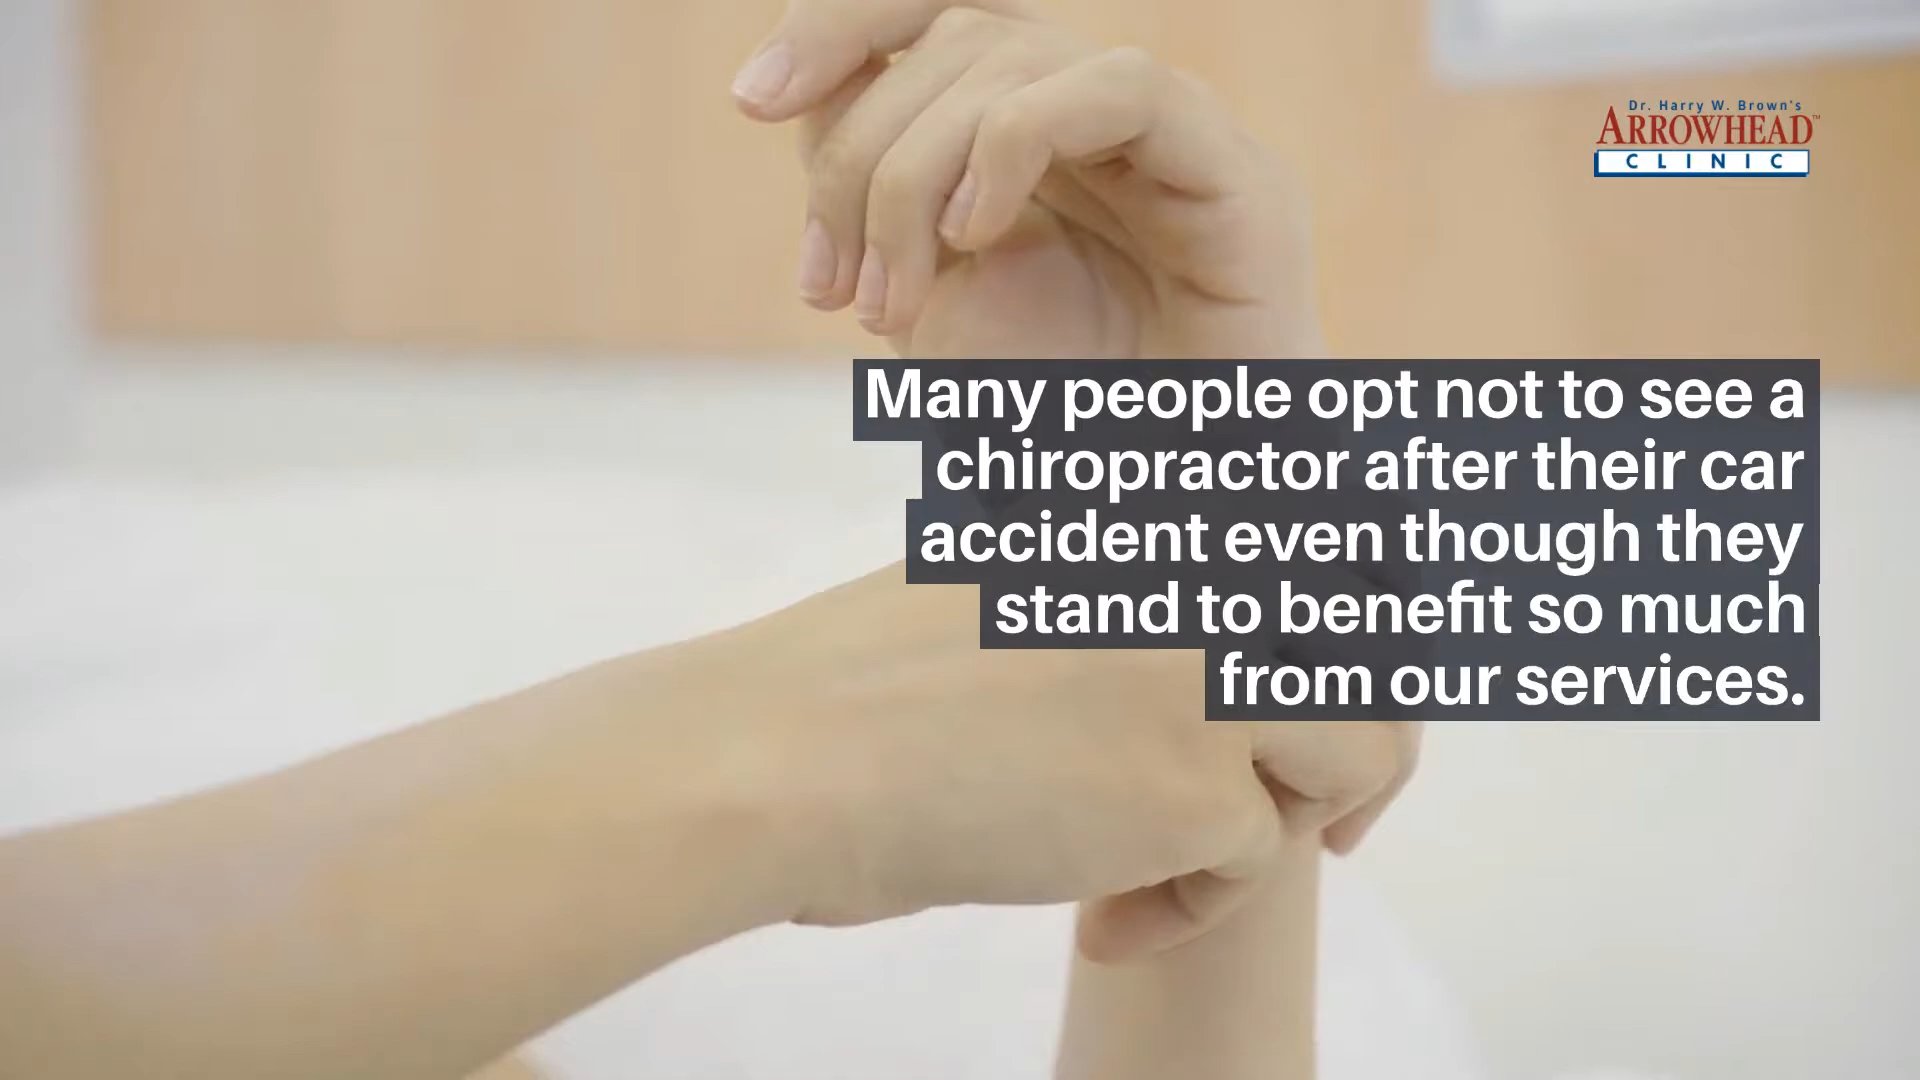 Dr. Harry W. Brown's
ARROWHEAD™
CLINIC
Many people opt not to see a
chiropractor after their car
accident even though they
stand to benefit so much
from our services.